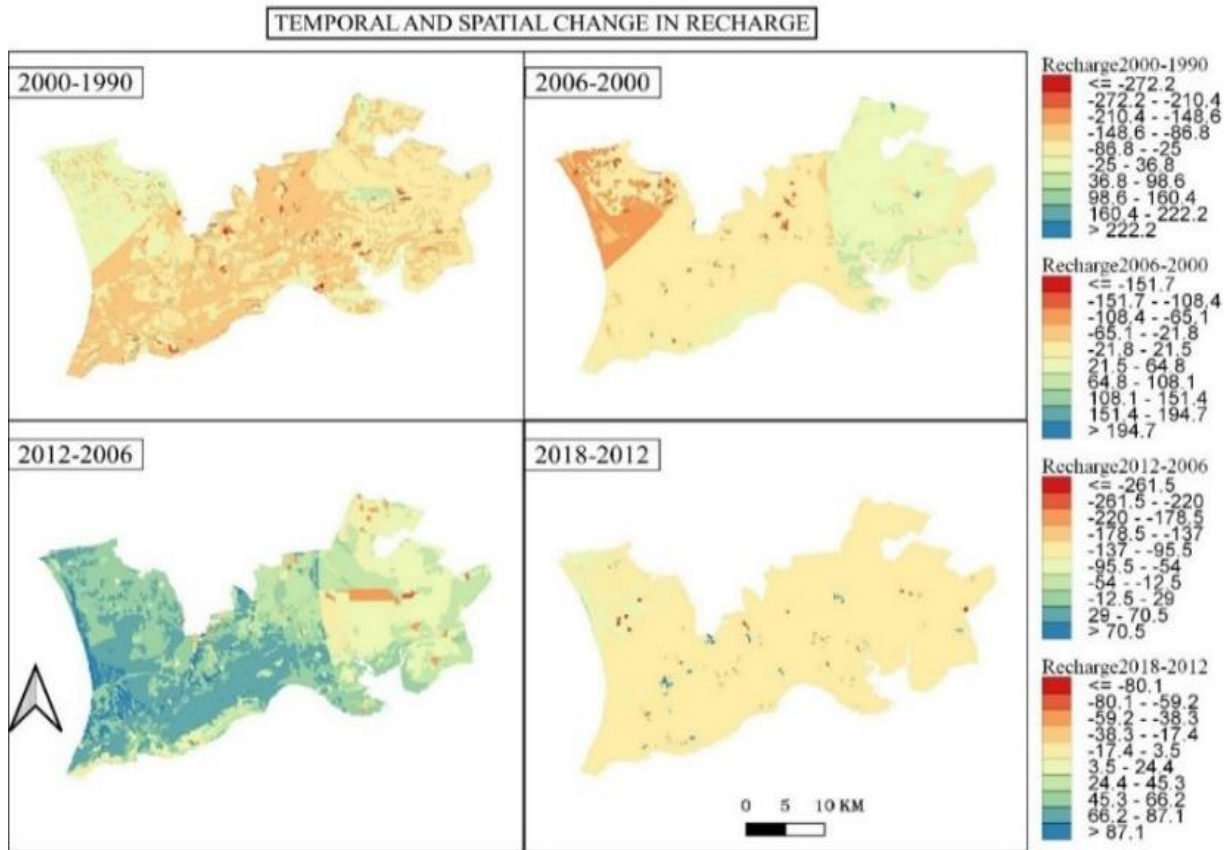 TEMPORAL AND SPATIAL CHANGE IN RECHARGE
2000-1990
2006-2000
2012-2006
2018-2012
0 5 10 KM
Recharge2000-1990
<= -272.2
-272.2 - -210.4
-210.4 - -148.6
-148.6 - -86.8
-86.8 - -25
-25 - 36.8
36.8 - 98.6
98.6 - 160.4
160.4 - 222.2
> 222.2
Recharge2006-2000
<= -151.7
-151.7 - -108.4
-108.4 - -65.1
-65.1 - -21.8
-21.8 - 21.5
21.5 - 64.8
64.8 - 108.1
108.1 - 151.4
151.4 - 194.7
> 194.7
Recharge2012-2006
<= -261.5
-261.5 - -220
-220 - -178.5
-178.5 - -137
-137 - -95.5
-95.5 - -54
-54 - -12.5
-12.5 - 29
29 - 70.5
> 70.5
Recharge2018-2012
<= -80.1
-80.1 - -59.2
-59.2 - -38.3
-38.3 - -17.4
-17.4 - 3.5
3.5 - 24.4
24.4 - 45.3
45.3 - 66.2
66.2 - 87.1
> 87.1